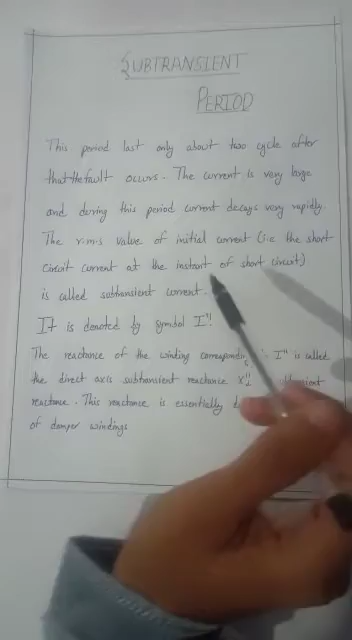 SUBTRANSIENT
PERIOD
This period last only about two cycle after
that the fault occurs. The current is very large
and during this period current decays very rapidly.
The r.m.s value of initial current (i.e the short
circuit current at the instant of short circuit)
is called subtransient current.
It is denoted by symbol I".
The reactance of the winding corresponding I" is called
the direct axis subtransient reactance
reactance. This reactance is essentially
of damper windings